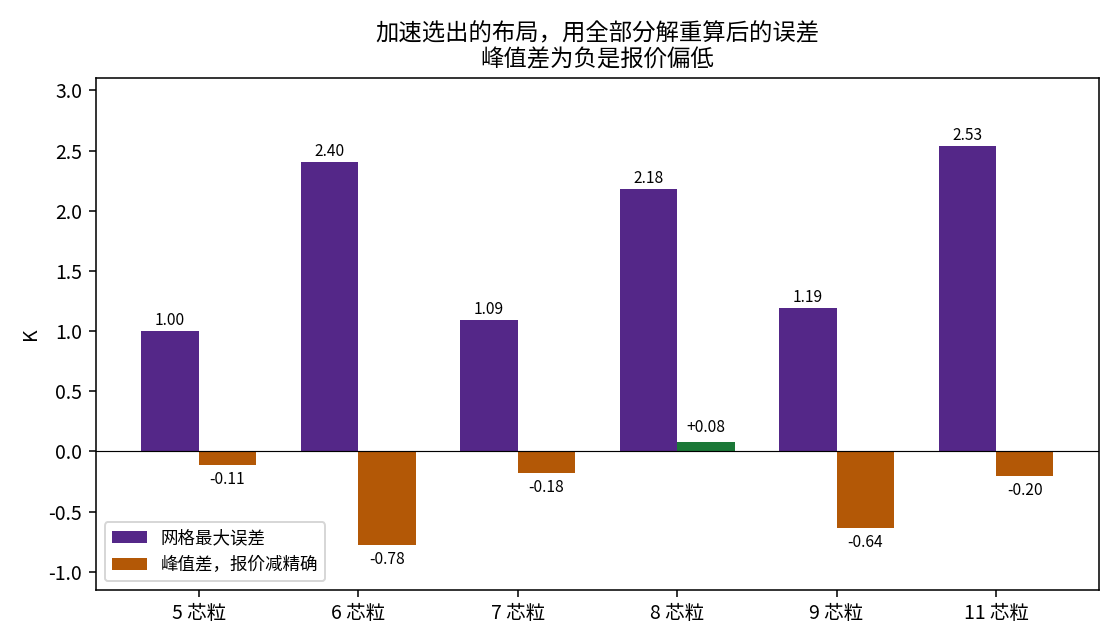 加速选出的布局，用全部分解重算后的误差
峰值差为负是报价偏低
K
3.0
2.5
2.0
1.5
1.0
0.5
0.0
-0.5
-1.0
1.00
-0.11
2.40
-0.78
1.09
-0.18
2.18
+0.08
1.19
-0.64
2.53
-0.20
网格最大误差
峰值差，报价减精确
5 芯粒
6 芯粒
7 芯粒
8 芯粒
9 芯粒
11 芯粒